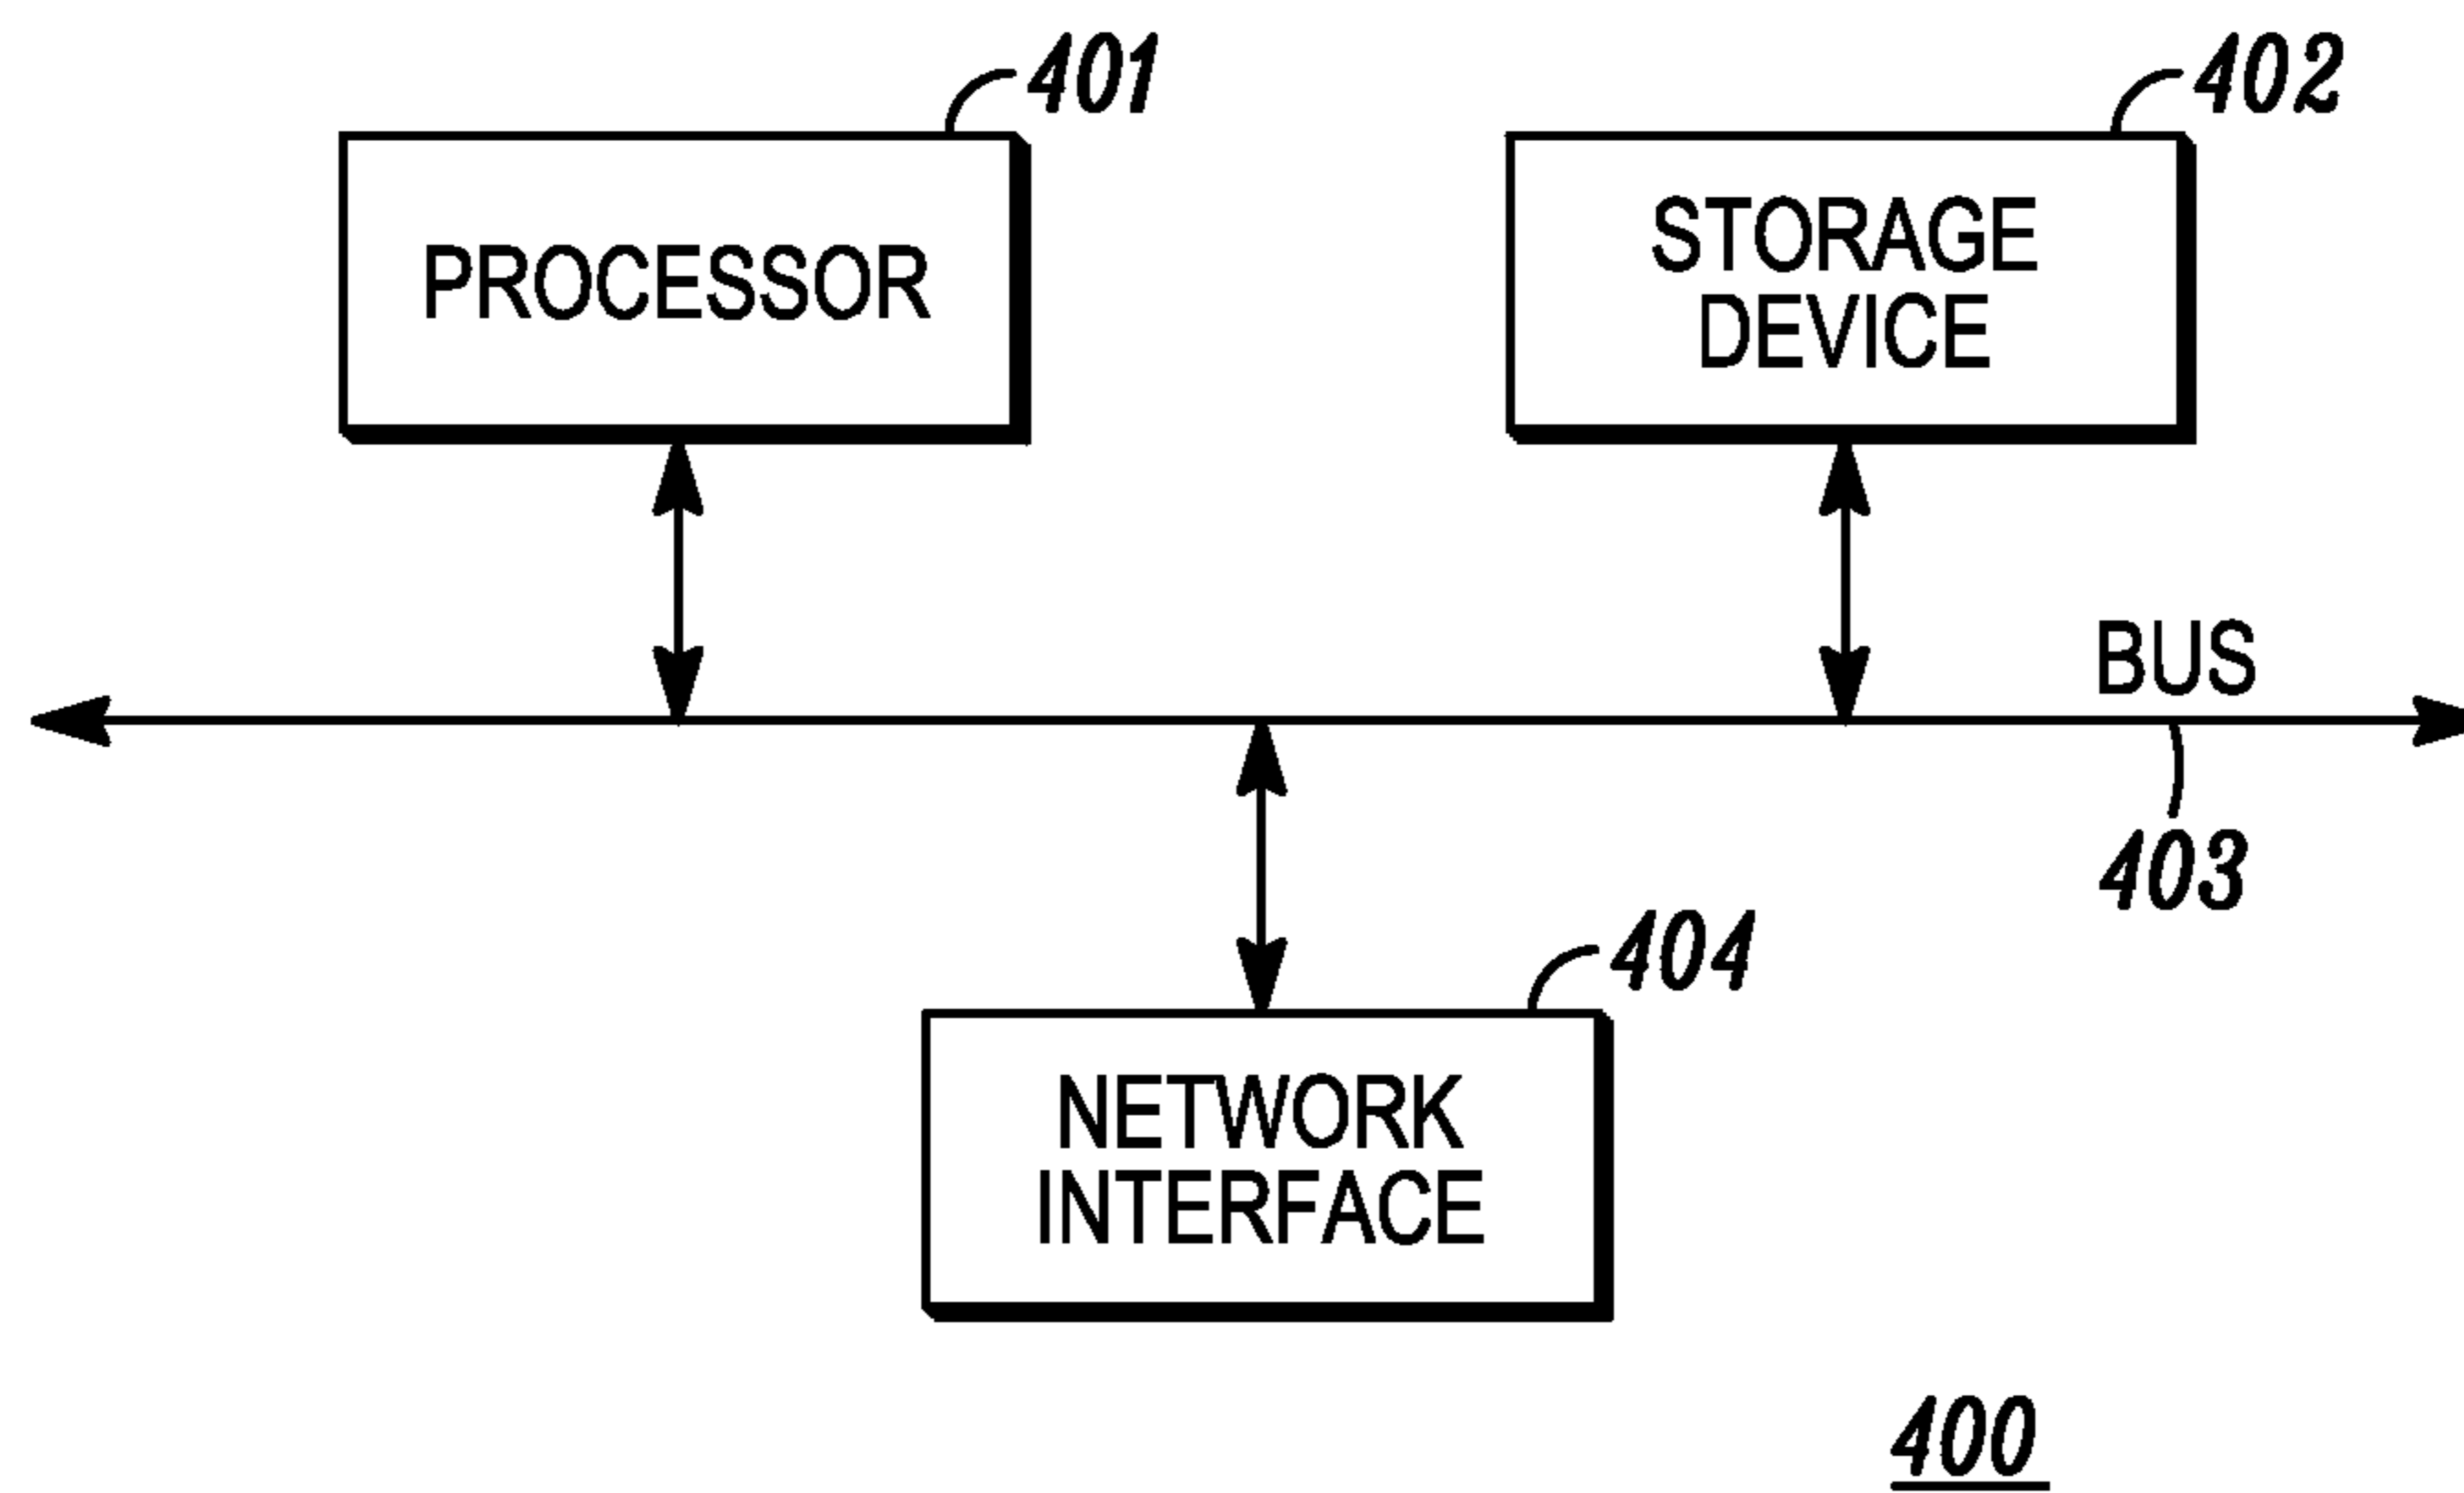 401
402
PROCESSOR
STORAGE
DEVICE
BUS
403
404
NETWORK
INTERFACE
400